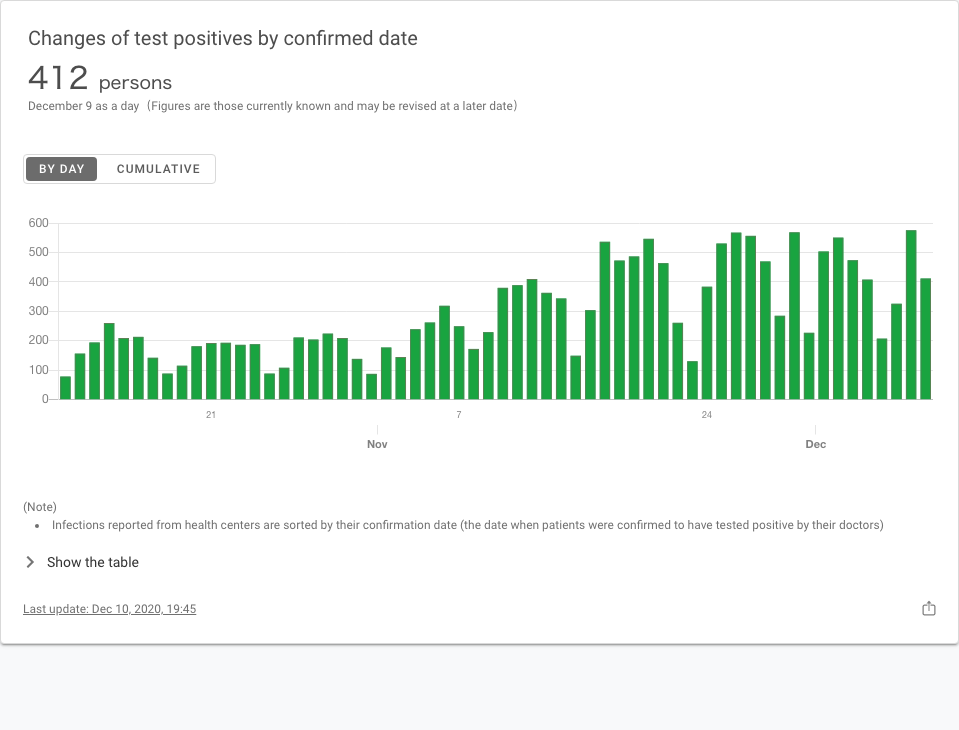 Changes of test positives by confirmed date
412 persons
December 9 as a day（Figures are those currently known and may be revised at a later date）
BY DAY CUMULATIVE
600
500
400
300
200
100
0
21 7 24
Nov Dec
(Note)
• Infections reported from health centers are sorted by their confirmation date (the date when patients were confirmed to have tested positive by their doctors)
Show the table
Last update: Dec 10, 2020, 19:45